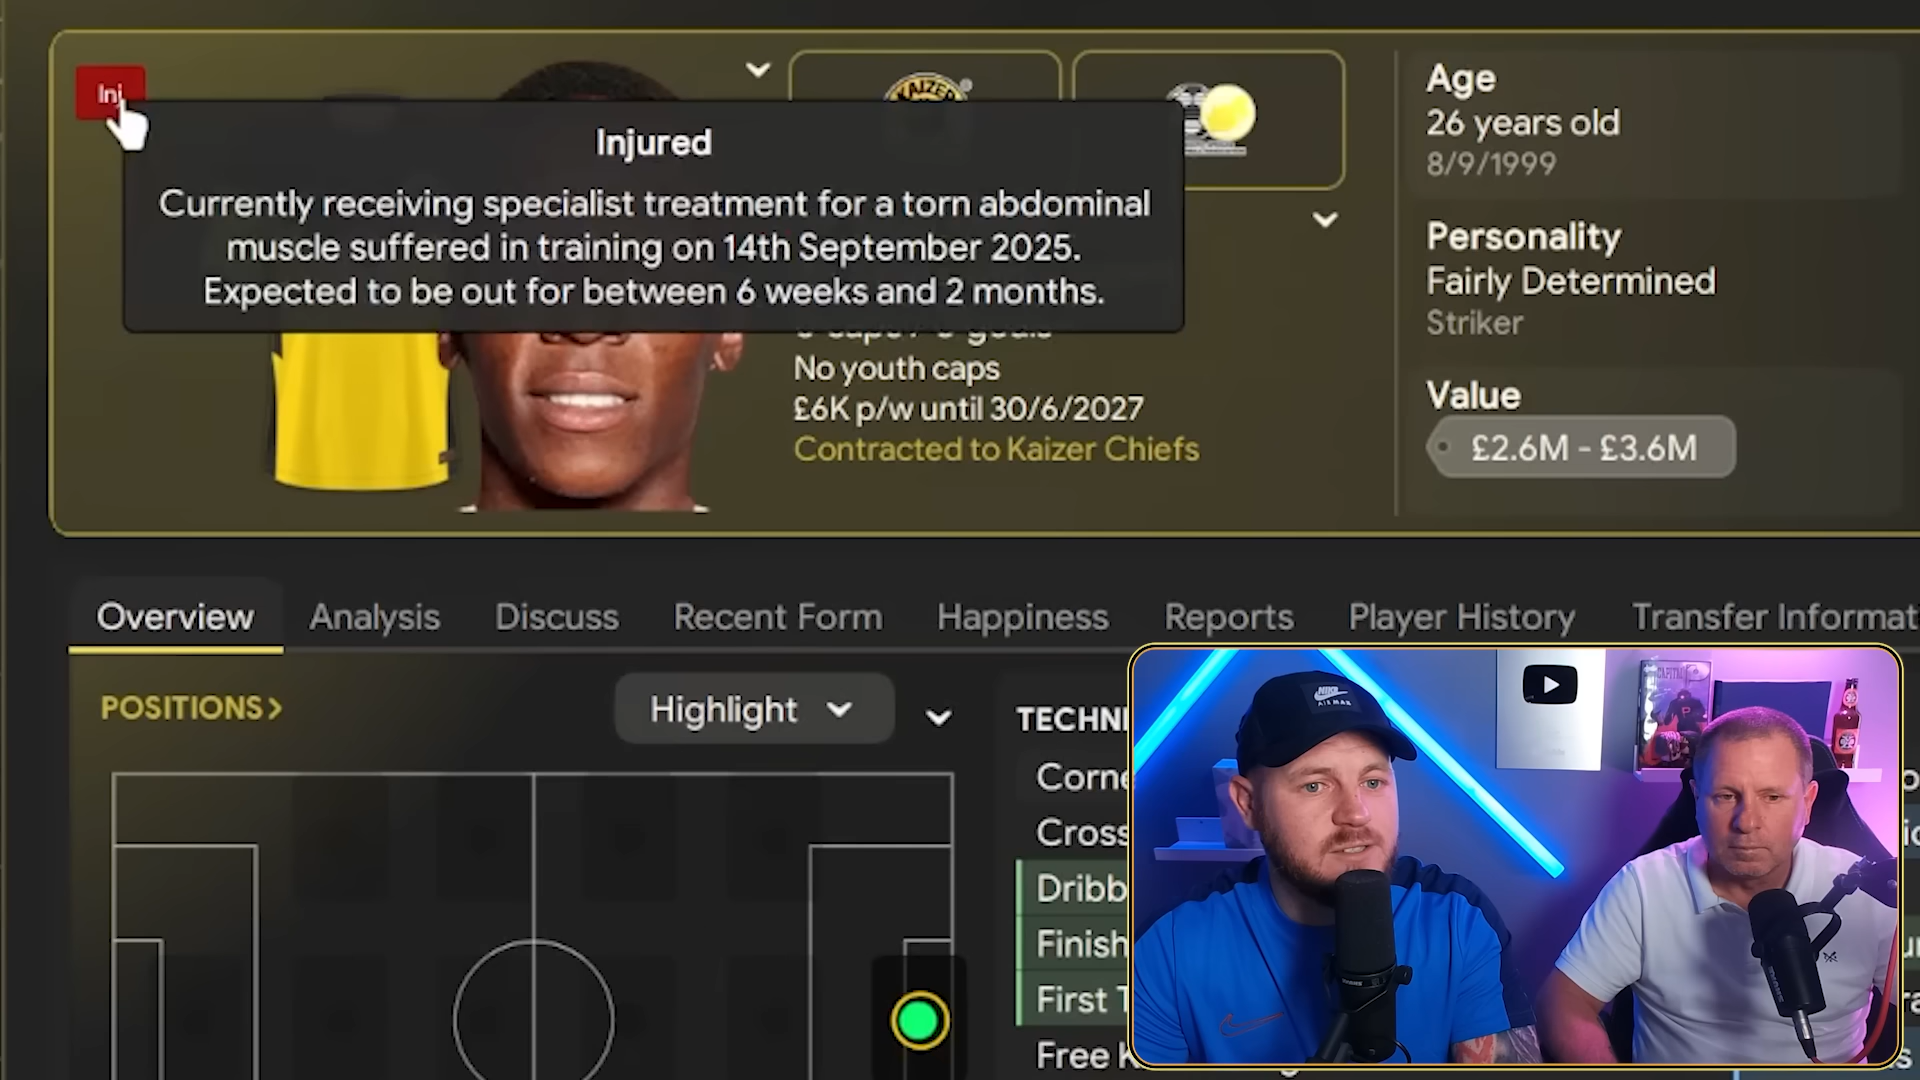 Inj
KAIZER
Injured
Currently receiving specialist treatment for a torn abdominal
muscle suffered in training on 14th September 2025.
Expected to be out for between 6 weeks and 2 months.
No youth caps
£6K p/w until 30/6/2027
Contracted to Kaizer Chiefs
Age
26 years old
8/9/1999
Personality
Fairly Determined
Striker
Value
£2.6M - £3.6M
Overview
Analysis
Discuss
Recent Form
Happiness
Reports
Player History
Transfer Informat
POSITIONS
Highlight
TECHNI
Corne
Cross
Dribb
Finish
First T
Free K
NIKE
AIR MAX